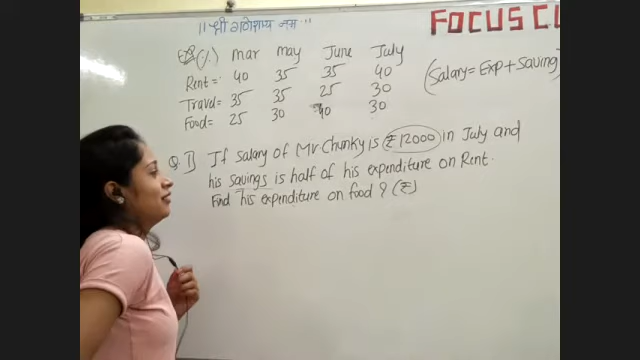 ॥ श्री गणेशाय नमः ॥
FOCUS C
Exp (%) Mar May June July
Rent = 40 35 35 40
Travel = 35 35 25 30
Food = 25 30 40 30
(Salary = Exp + Saving
Q. 1] If salary of Mr. Chunky is ₹ 12000 in July and
his savings is half of his expenditure on Rent.
Find his expenditure on food ? (₹)